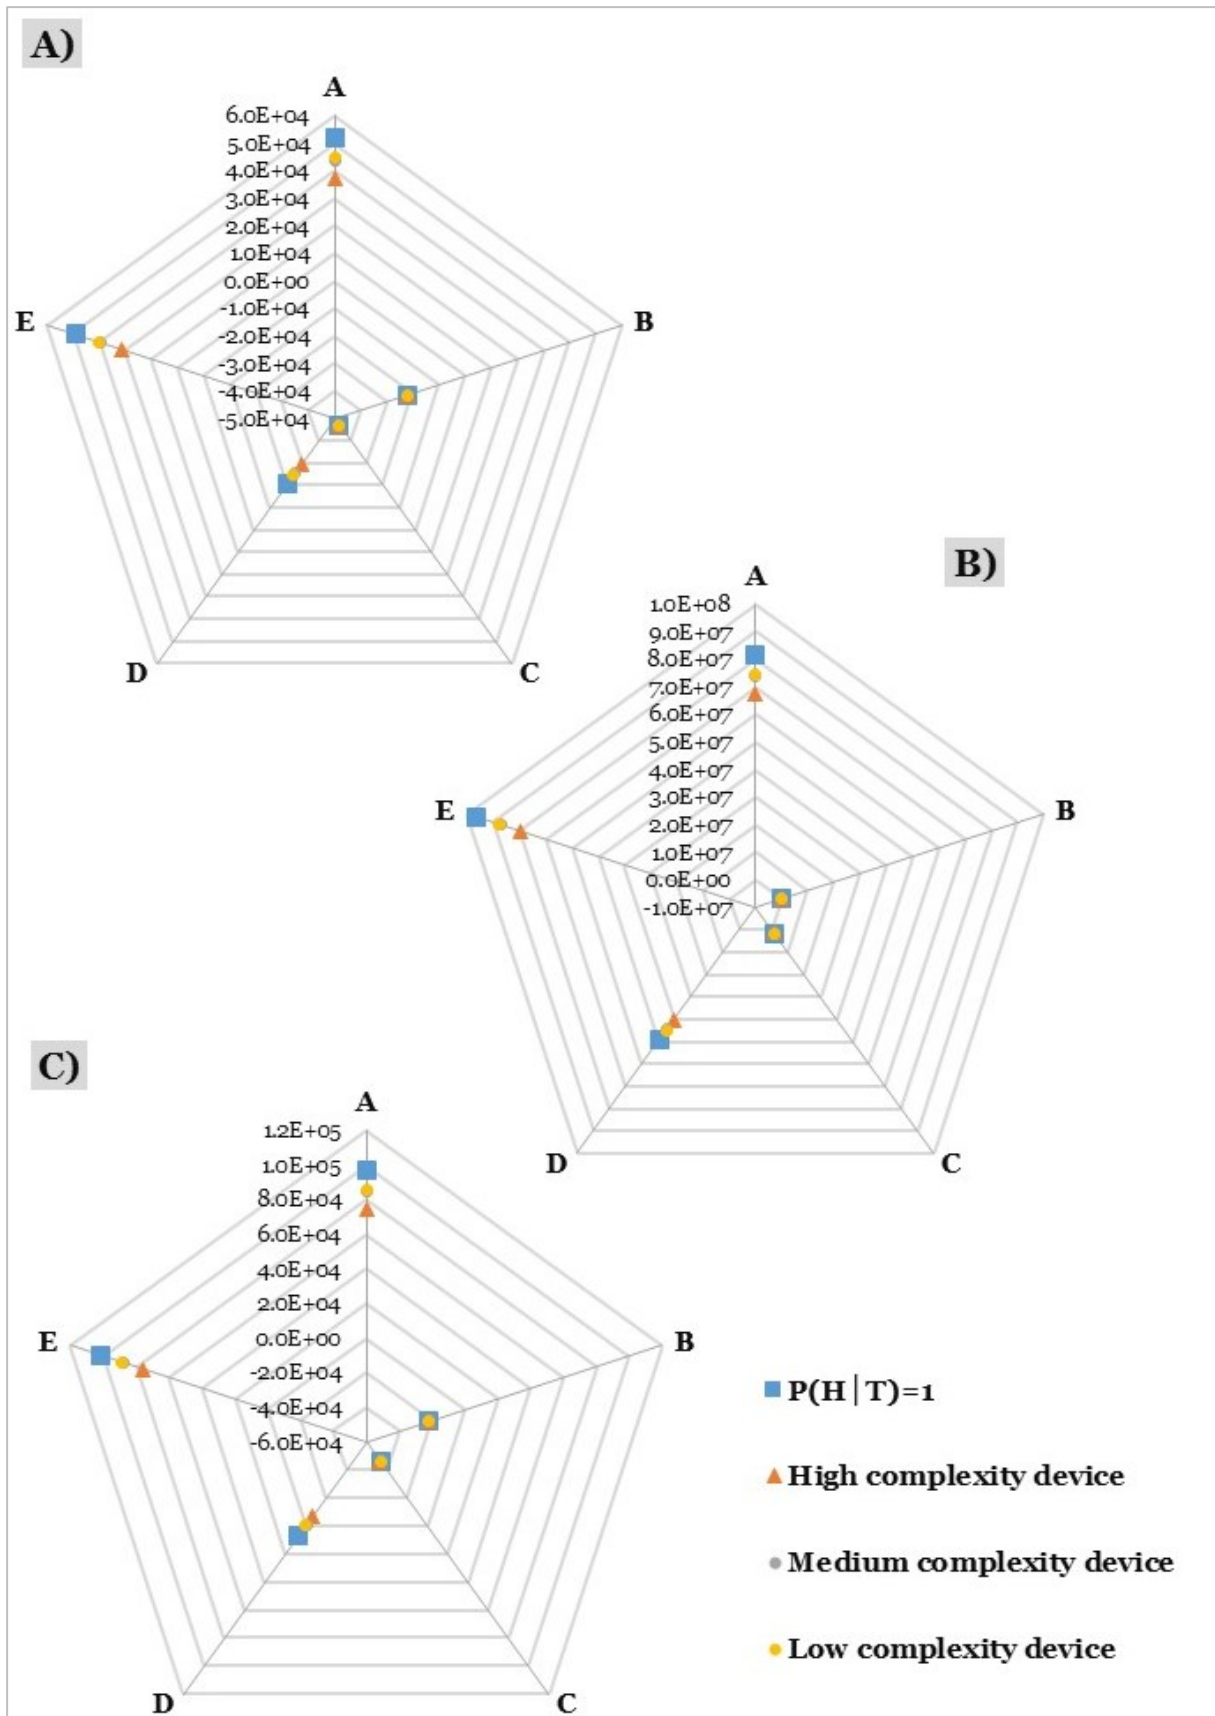 A)
A
6.0E+04
5.0E+04
4.0E+04
3.0E+04
2.0E+04
1.0E+04
0.0E+00
-1.0E+04
-2.0E+04
-3.0E+04
-4.0E+04
-5.0E+04
E
B
D
C
B)
A
1.0E+08
9.0E+07
8.0E+07
7.0E+07
6.0E+07
5.0E+07
4.0E+07
3.0E+07
2.0E+07
1.0E+07
0.0E+00
-1.0E+07
E
B
D
C
C)
A
1.2E+05
1.0E+05
8.0E+04
6.0E+04
4.0E+04
2.0E+04
0.0E+00
-2.0E+04
-4.0E+04
-6.0E+04
E
B
D
C
P(H|T)=1
High complexity device
Medium complexity device
Low complexity device